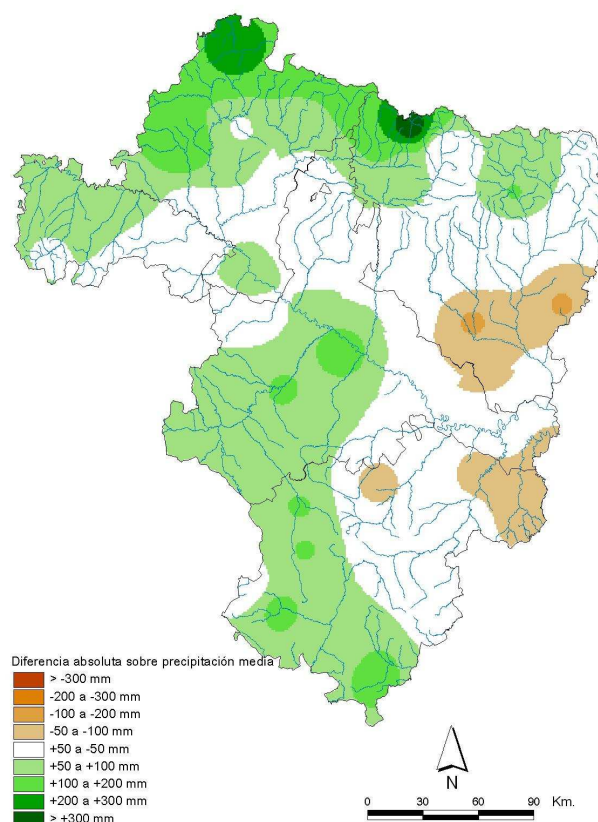 Diferencia absoluta sobre precipitación media
> -300 mm
-200 a -300 mm
-100 a -200 mm
-50 a -100 mm
+50 a -50 mm
+50 a +100 mm
+100 a +200 mm
+200 a +300 mm
> +300 mm
N
0 30 60 90 Km.